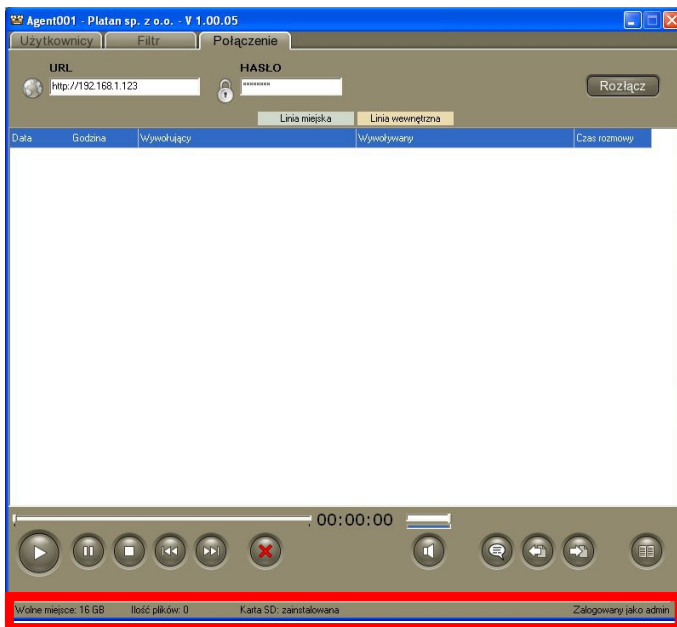 Agent001 - Platan sp. z o.o. - V 1.00.05
Użytkownicy Filtr Połączenie
URL HASŁO
http://192.168.1.123 ******** Rozłącz
Linia miejska Linia wewnętrzna
Data Godzina Wywołujący Wywoływany Czas rozmowy
00:00:00
Wolne miejsce: 16 GB Ilość plików: 0 Karta SD: zainstalowana Zalogowany jako admin